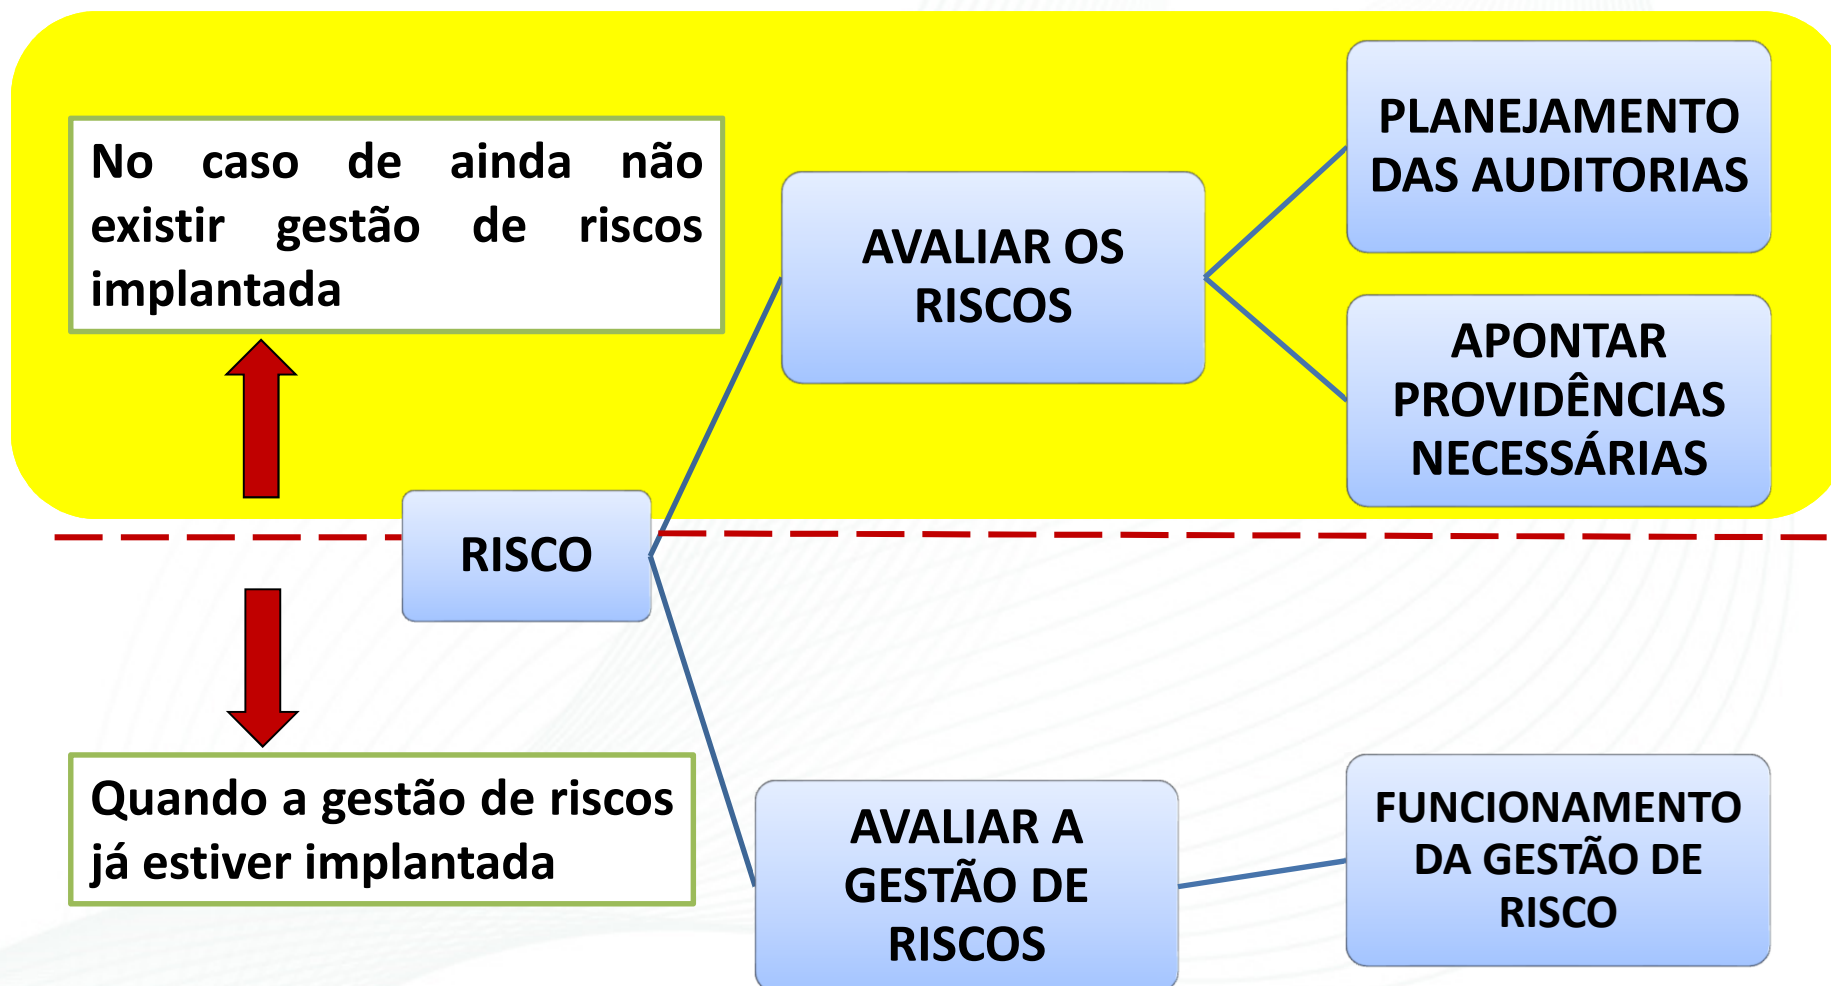 No caso de ainda não
existir gestão de riscos
implantada
AVALIAR OS
RISCOS
PLANEJAMENTO
DAS AUDITORIAS
APONTAR
PROVIDÊNCIAS
NECESSÁRIAS
RISCO
Quando a gestão de riscos
já estiver implantada
AVALIAR A
GESTÃO DE
RISCOS
FUNCIONAMENTO
DA GESTÃO DE
RISCO